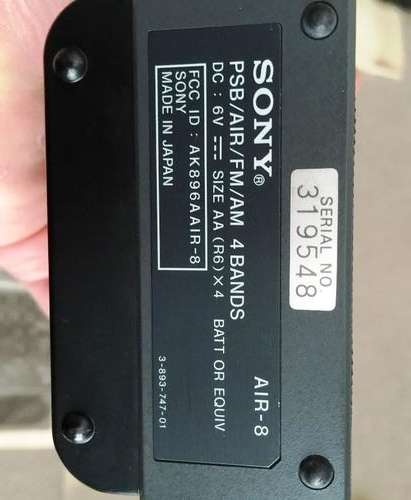 SONY® AIR-8
PSB/AIR/FM/AM 4 BANDS
DC : 6V ⎓ SIZE AA (R6)×4 BATT OR EQUIV
FCC ID : AK896AAIR-8
SONY
MADE IN JAPAN
3-893-747-01
SERIAL NO.
319548